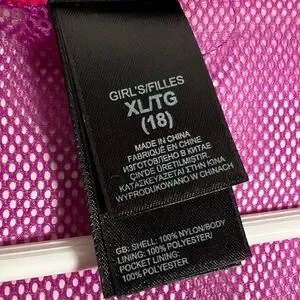 GIRL'S/FILLES
XL/TG
(18)
MADE IN CHINA
FABRIQUÉ EN CHINE
ИЗГОТОВЛЕНО В КИТАЕ
ÇIN'DE ÜRETILMIŞTIR.
ΚΑΤΑΣΚΕΥΑΖΕΤΑΙ ΣΤΗΝ ΚΙΝΑ
WYPRODUKOWANO W CHINACH
GB: SHELL: 100% NYLON/BODY
LINING: 100% POLYESTER/
POCKET LINING:
100% POLYESTER